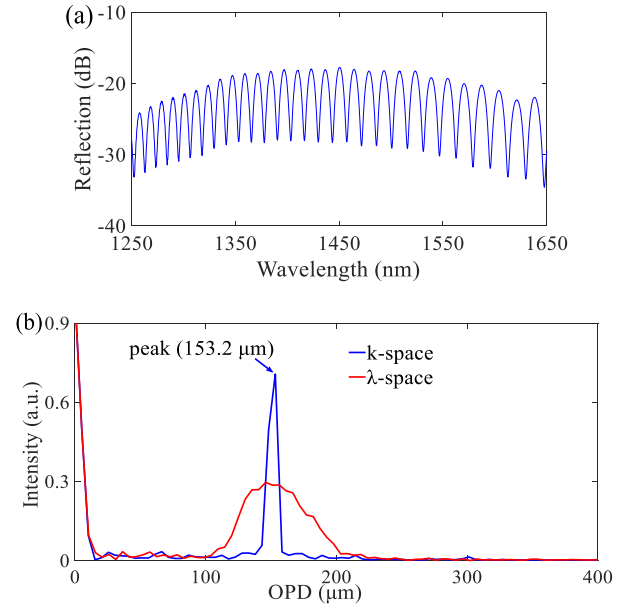 (a)
-10
-20
-30
-40
Reflection (dB)
1250 1350 1450 1550 1650
Wavelength (nm)
(b)
0.9
0.6
0.3
0
Intensity (a.u.)
peak (153.2 μm)
k-space
λ-space
0 100 200 300 400
OPD (μm)